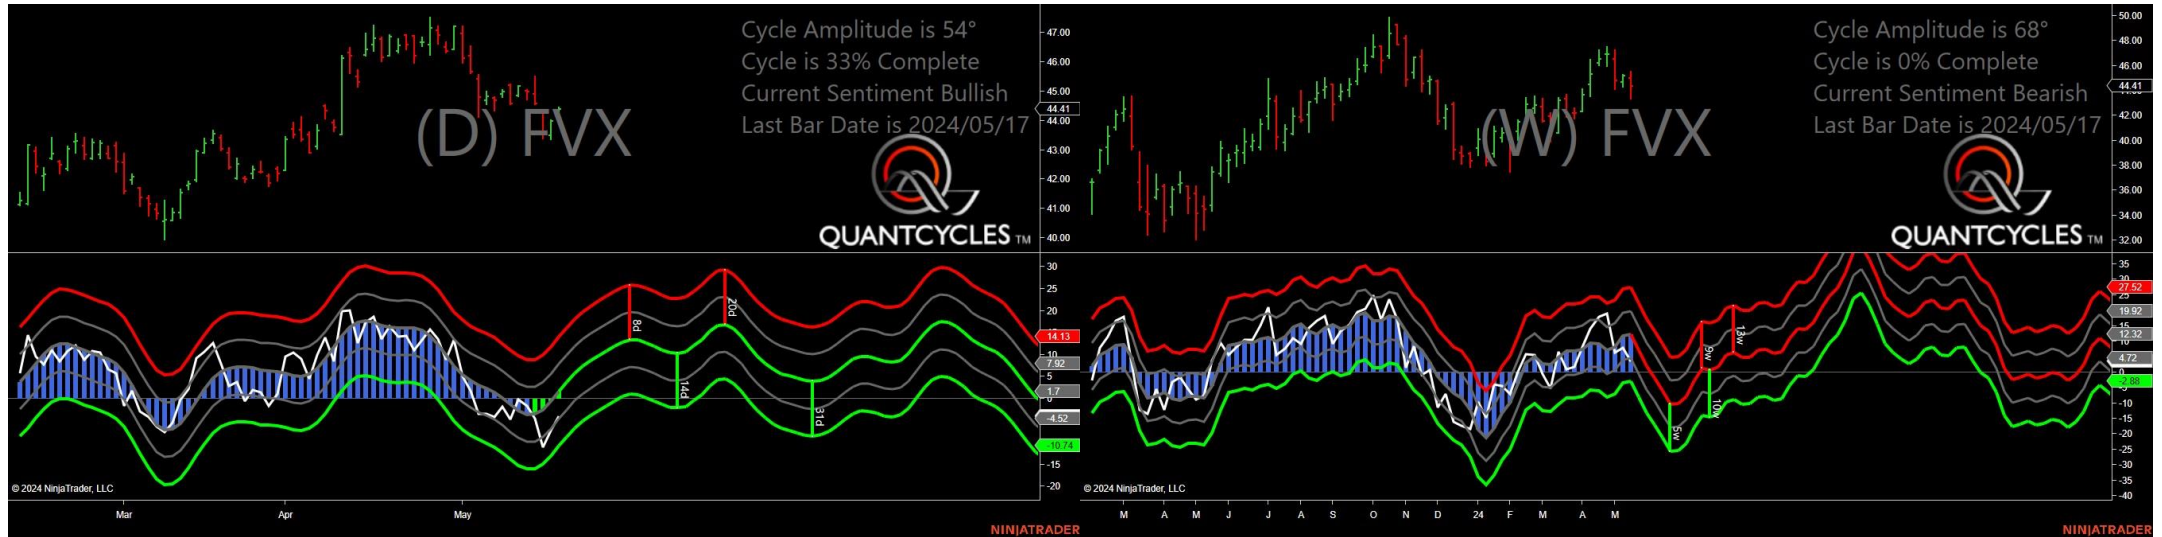 Cycle Amplitude is 54°
Cycle is 33% Complete
Current Sentiment Bullish
Last Bar Date is 2024/05/17
(D) FVX
QUANTCYCLES TM
47.00
46.00
45.00
44.41
44.00
43.00
42.00
41.00
40.00
30
25
20
14.13
10
7.92
5
1.7
0
-4.52
-10.74
-15
-20
8d
20d
14d
31d
© 2024 NinjaTrader, LLC
Mar Apr May
NINJATRADER
Cycle Amplitude is 68°
Cycle is 0% Complete
Current Sentiment Bearish
Last Bar Date is 2024/05/17
(W) FVX
QUANTCYCLES TM
50.00
48.00
46.00
44.41
42.00
40.00
38.00
36.00
34.00
32.00
35
30
27.52
25
19.92
15
12.32
10
4.72
0
-2.88
-10
-15
-20
-25
-30
-35
-40
9w
13w
10w
5w
© 2024 NinjaTrader, LLC
M A M J J A S O N D 24 F M A M
NINJATRADER